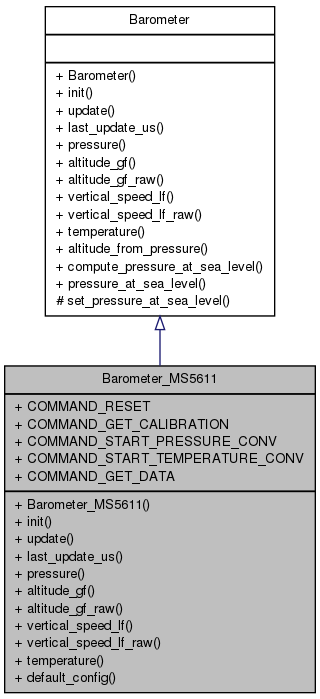 Barometer
+ Barometer()
+ init()
+ update()
+ last_update_us()
+ pressure()
+ altitude_gf()
+ altitude_gf_raw()
+ vertical_speed_lf()
+ vertical_speed_lf_raw()
+ temperature()
+ altitude_from_pressure()
+ compute_pressure_at_sea_level()
+ pressure_at_sea_level()
# set_pressure_at_sea_level()
Barometer_MS5611
+ COMMAND_RESET
+ COMMAND_GET_CALIBRATION
+ COMMAND_START_PRESSURE_CONV
+ COMMAND_START_TEMPERATURE_CONV
+ COMMAND_GET_DATA
+ Barometer_MS5611()
+ init()
+ update()
+ last_update_us()
+ pressure()
+ altitude_gf()
+ altitude_gf_raw()
+ vertical_speed_lf()
+ vertical_speed_lf_raw()
+ temperature()
+ default_config()